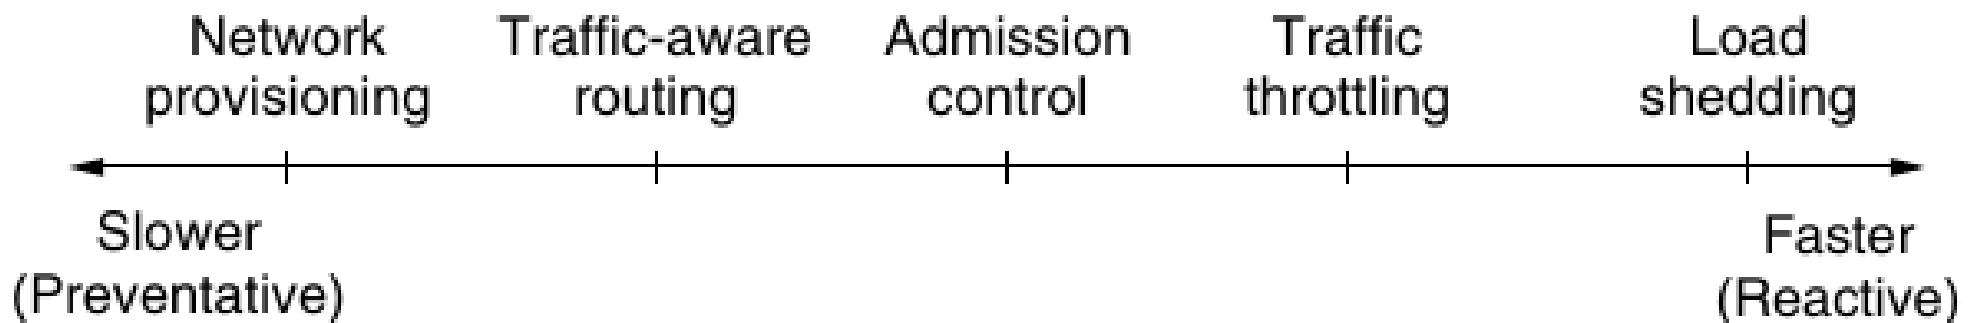 Network provisioning
Traffic-aware routing
Admission control
Traffic throttling
Load shedding
Slower (Preventative)
Faster (Reactive)